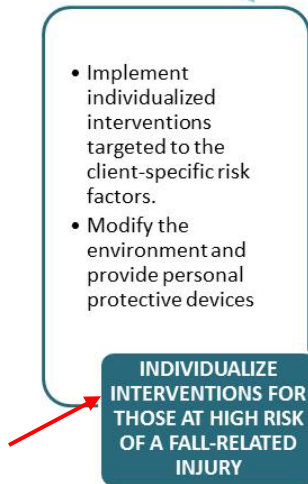 • Implement
individualized
interventions
targeted to the
client-specific risk
factors.
• Modify the
environment and
provide personal
protective devices
INDIVIDUALIZE
INTERVENTIONS FOR
THOSE AT HIGH RISK
OF A FALL-RELATED
INJURY